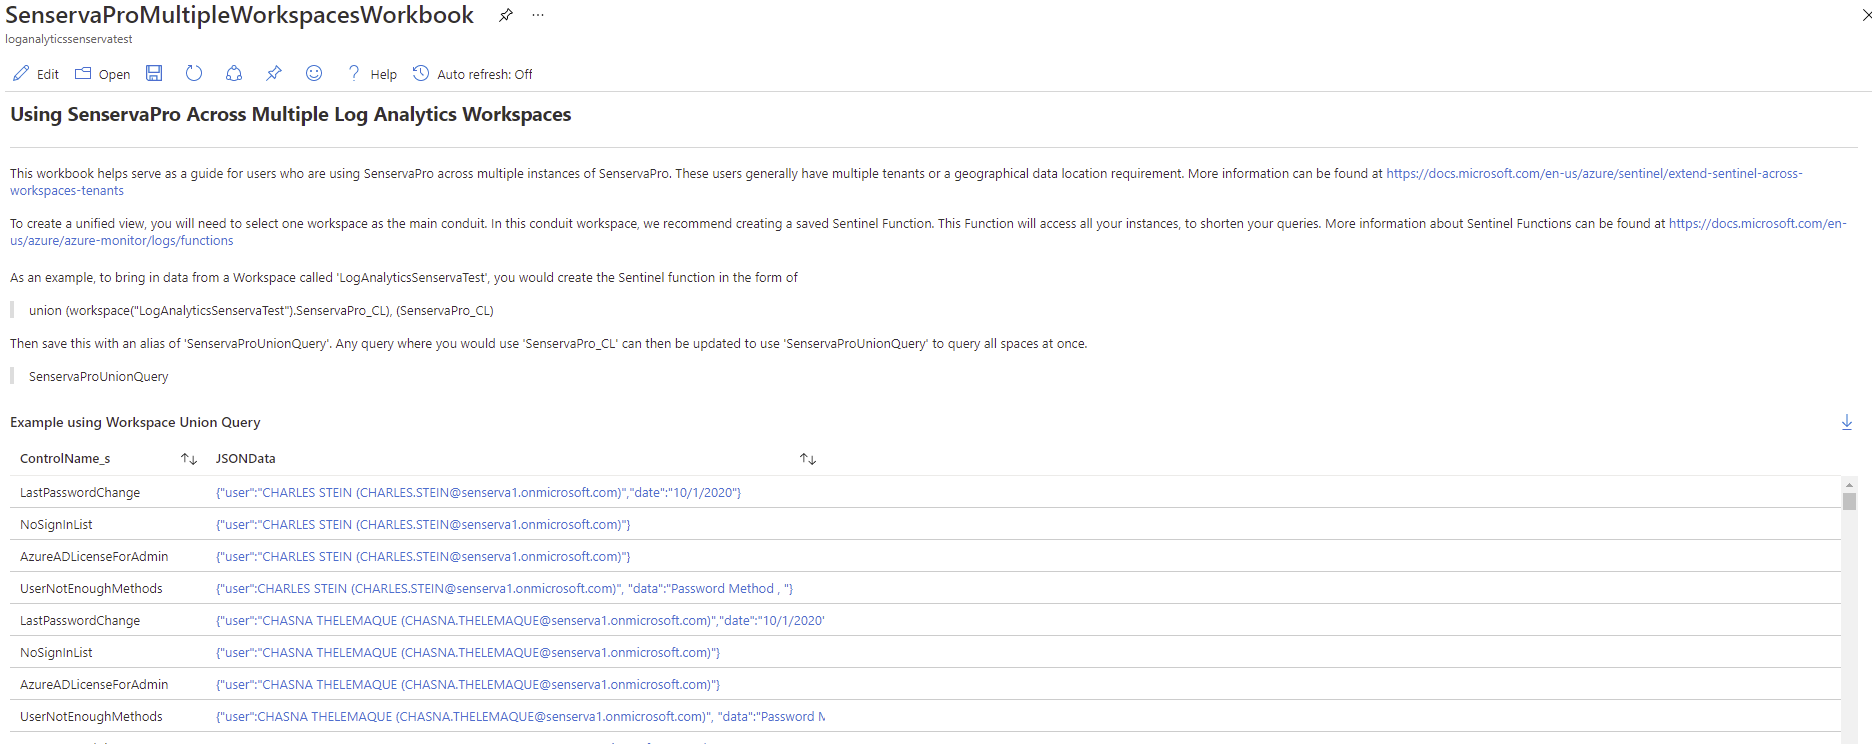 SenservaProMultipleWorkspacesWorkbook
loganalyticssenservatest
Edit Open Help Auto refresh: Off
Using SenservaPro Across Multiple Log Analytics Workspaces
This workbook helps serve as a guide for users who are using SenservaPro across multiple instances of SenservaPro. These users generally have multiple tenants or a geographical data location requirement. More information can be found at https://docs.microsoft.com/en-us/azure/sentinel/extend-sentinel-across-
workspaces-tenants
To create a unified view, you will need to select one workspace as the main conduit. In this conduit workspace, we recommend creating a saved Sentinel Function. This Function will access all your instances, to shorten your queries. More information about Sentinel Functions can be found at https://docs.microsoft.com/en-
us/azure/azure-monitor/logs/functions
As an example, to bring in data from a Workspace called 'LogAnalyticsSenservaTest', you would create the Sentinel function in the form of
union (workspace("LogAnalyticsSenservaTest").SenservaPro_CL), (SenservaPro_CL)
Then save this with an alias of 'SenservaProUnionQuery'. Any query where you would use 'SenservaPro_CL' can then be updated to use 'SenservaProUnionQuery' to query all spaces at once.
SenservaProUnionQuery
Example using Workspace Union Query
ControlName_s JSONData
LastPasswordChange {"user":"CHARLES STEIN (CHARLES.STEIN@senserva1.onmicrosoft.com)","date":"10/1/2020"}
NoSignInList {"user":"CHARLES STEIN (CHARLES.STEIN@senserva1.onmicrosoft.com)"}
AzureADLicenseForAdmin {"user":"CHARLES STEIN (CHARLES.STEIN@senserva1.onmicrosoft.com)"}
UserNotEnoughMethods {"user":CHARLES STEIN (CHARLES.STEIN@senserva1.onmicrosoft.com)", "data":"Password Method , "}
LastPasswordChange {"user":"CHASNA THELEMAQUE (CHASNA.THELEMAQUE@senserva1.onmicrosoft.com)","date":"10/1/2020'
NoSignInList {"user":"CHASNA THELEMAQUE (CHASNA.THELEMAQUE@senserva1.onmicrosoft.com)"}
AzureADLicenseForAdmin {"user":"CHASNA THELEMAQUE (CHASNA.THELEMAQUE@senserva1.onmicrosoft.com)"}
UserNotEnoughMethods {"user":CHASNA THELEMAQUE (CHASNA.THELEMAQUE@senserva1.onmicrosoft.com)", "data":"Password M